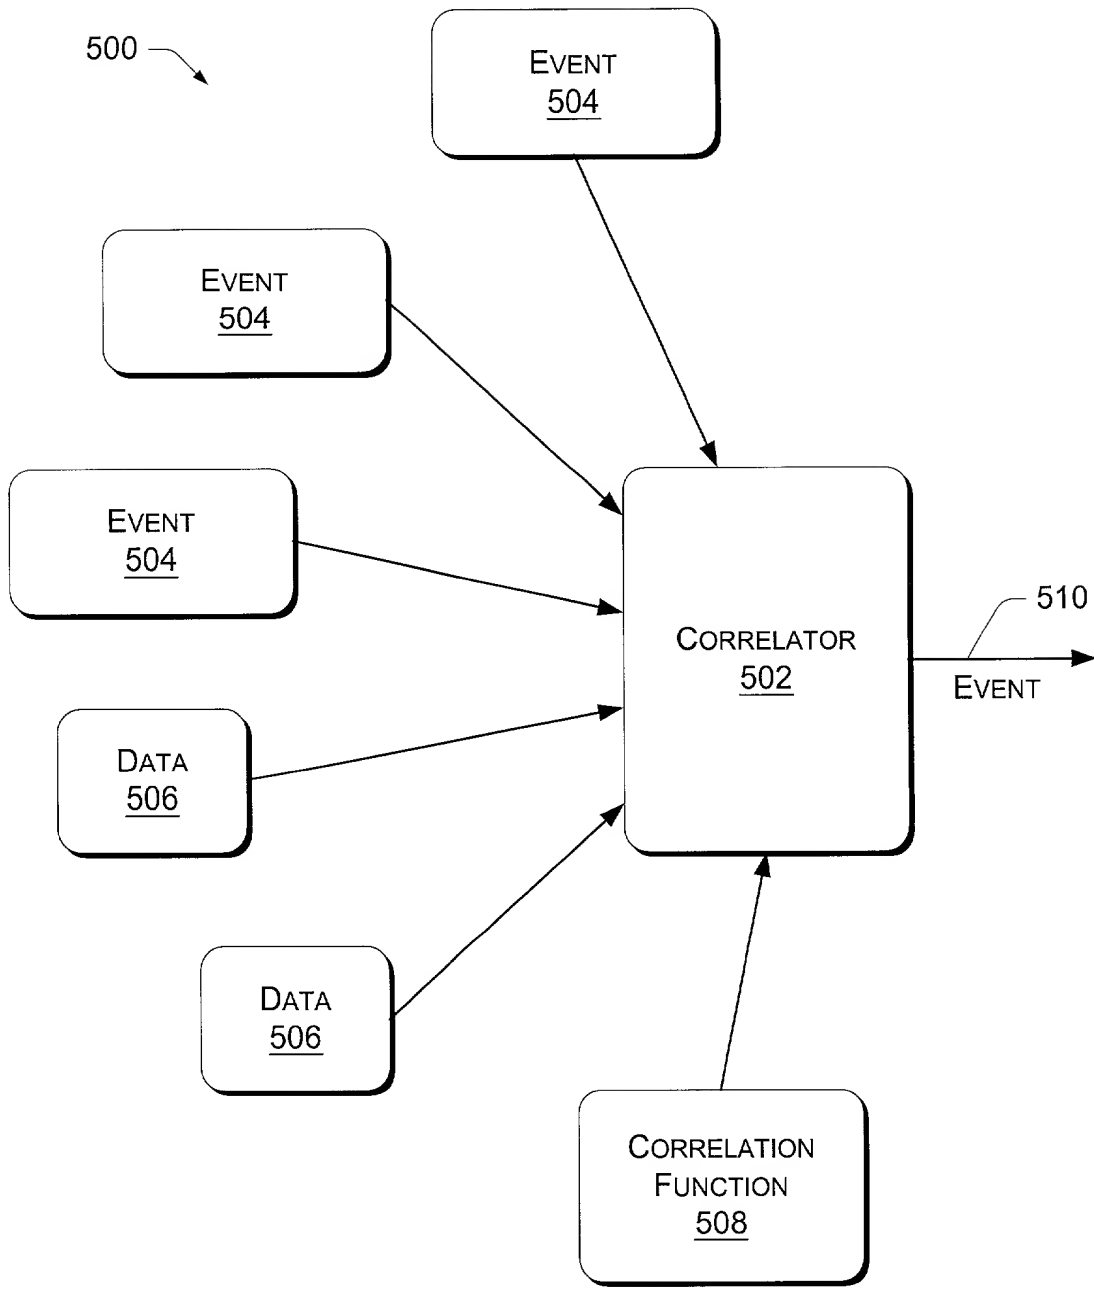 500
EVENT
504
EVENT
504
EVENT
504
CORRELATOR
502
510
EVENT
DATA
506
DATA
506
CORRELATION
FUNCTION
508